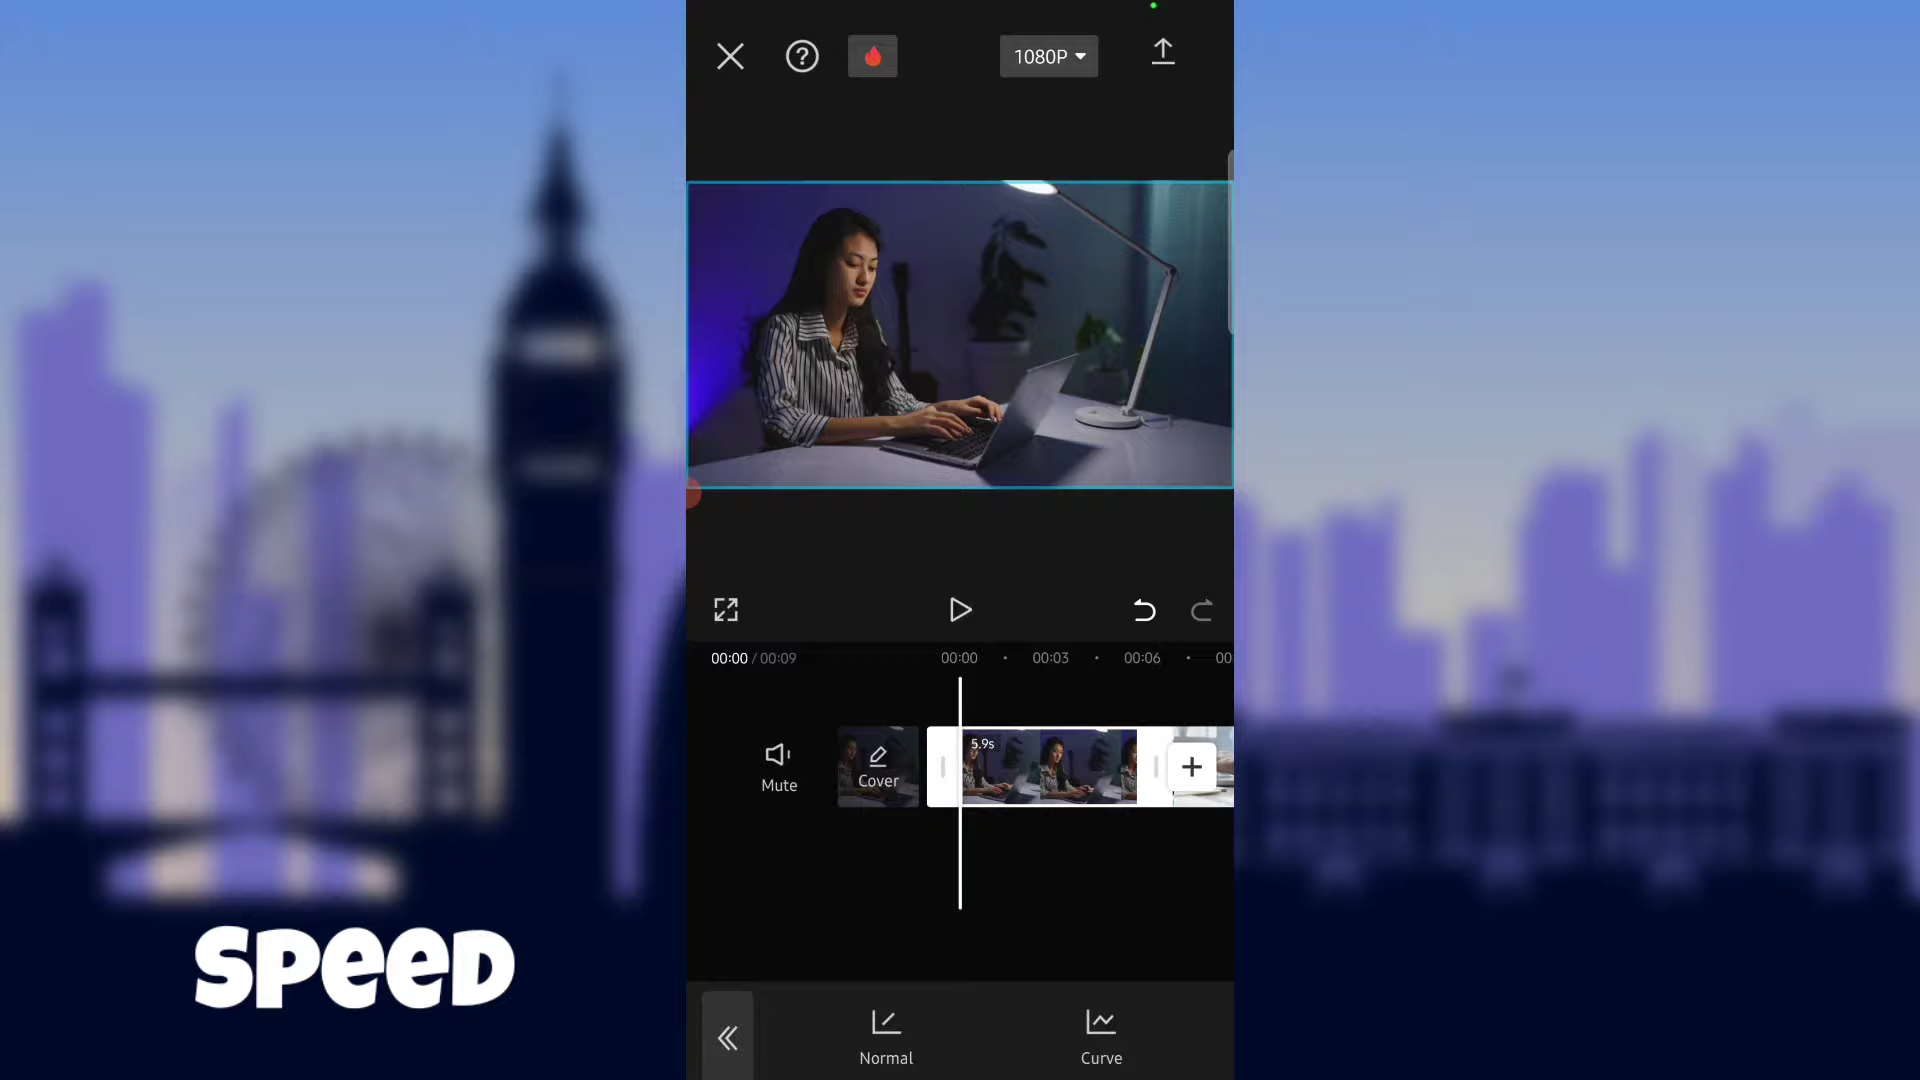 1080P
00:00 / 00:09
00:00 • 00:03 • 00:06 • 00
5.9s
Mute
Cover
SPEED
Normal
Curve